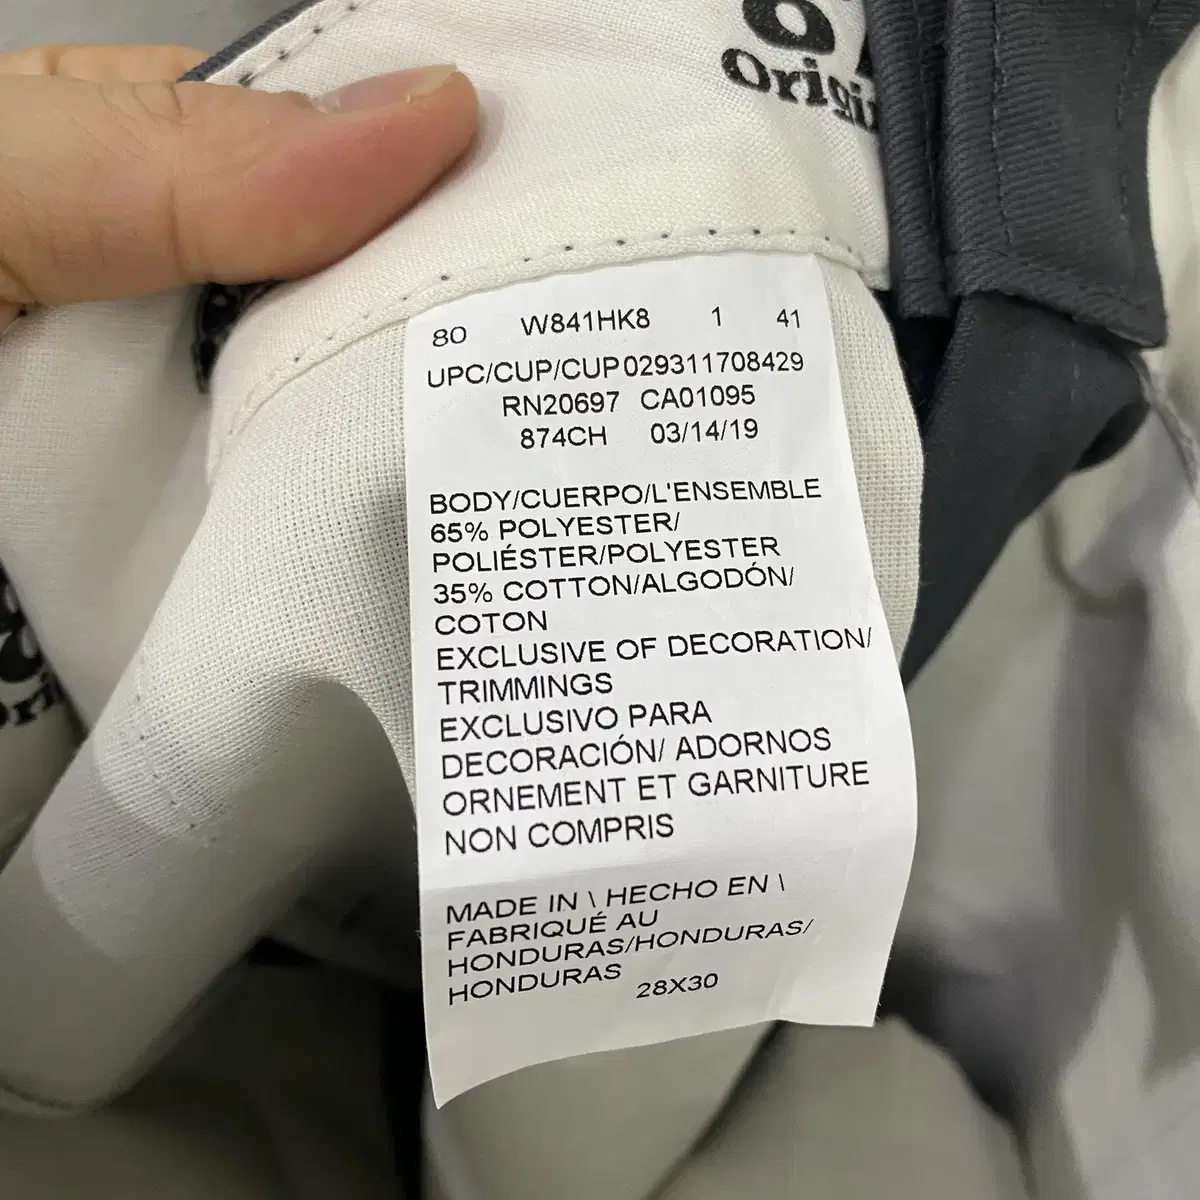 80 W841HK8 1 41
UPC/CUP/CUP 029311708429
RN20697 CA01095
874CH 03/14/19
BODY/CUERPO/L'ENSEMBLE
65% POLYESTER/
POLIÉSTER/POLYESTER
35% COTTON/ALGODÓN/
COTON
EXCLUSIVE OF DECORATION/
TRIMMINGS
EXCLUSIVO PARA
DECORACIÓN/ ADORNOS
ORNEMENT ET GARNITURE
NON COMPRIS
MADE IN \ HECHO EN \
FABRIQUÉ AU
HONDURAS/HONDURAS/
HONDURAS
28X30